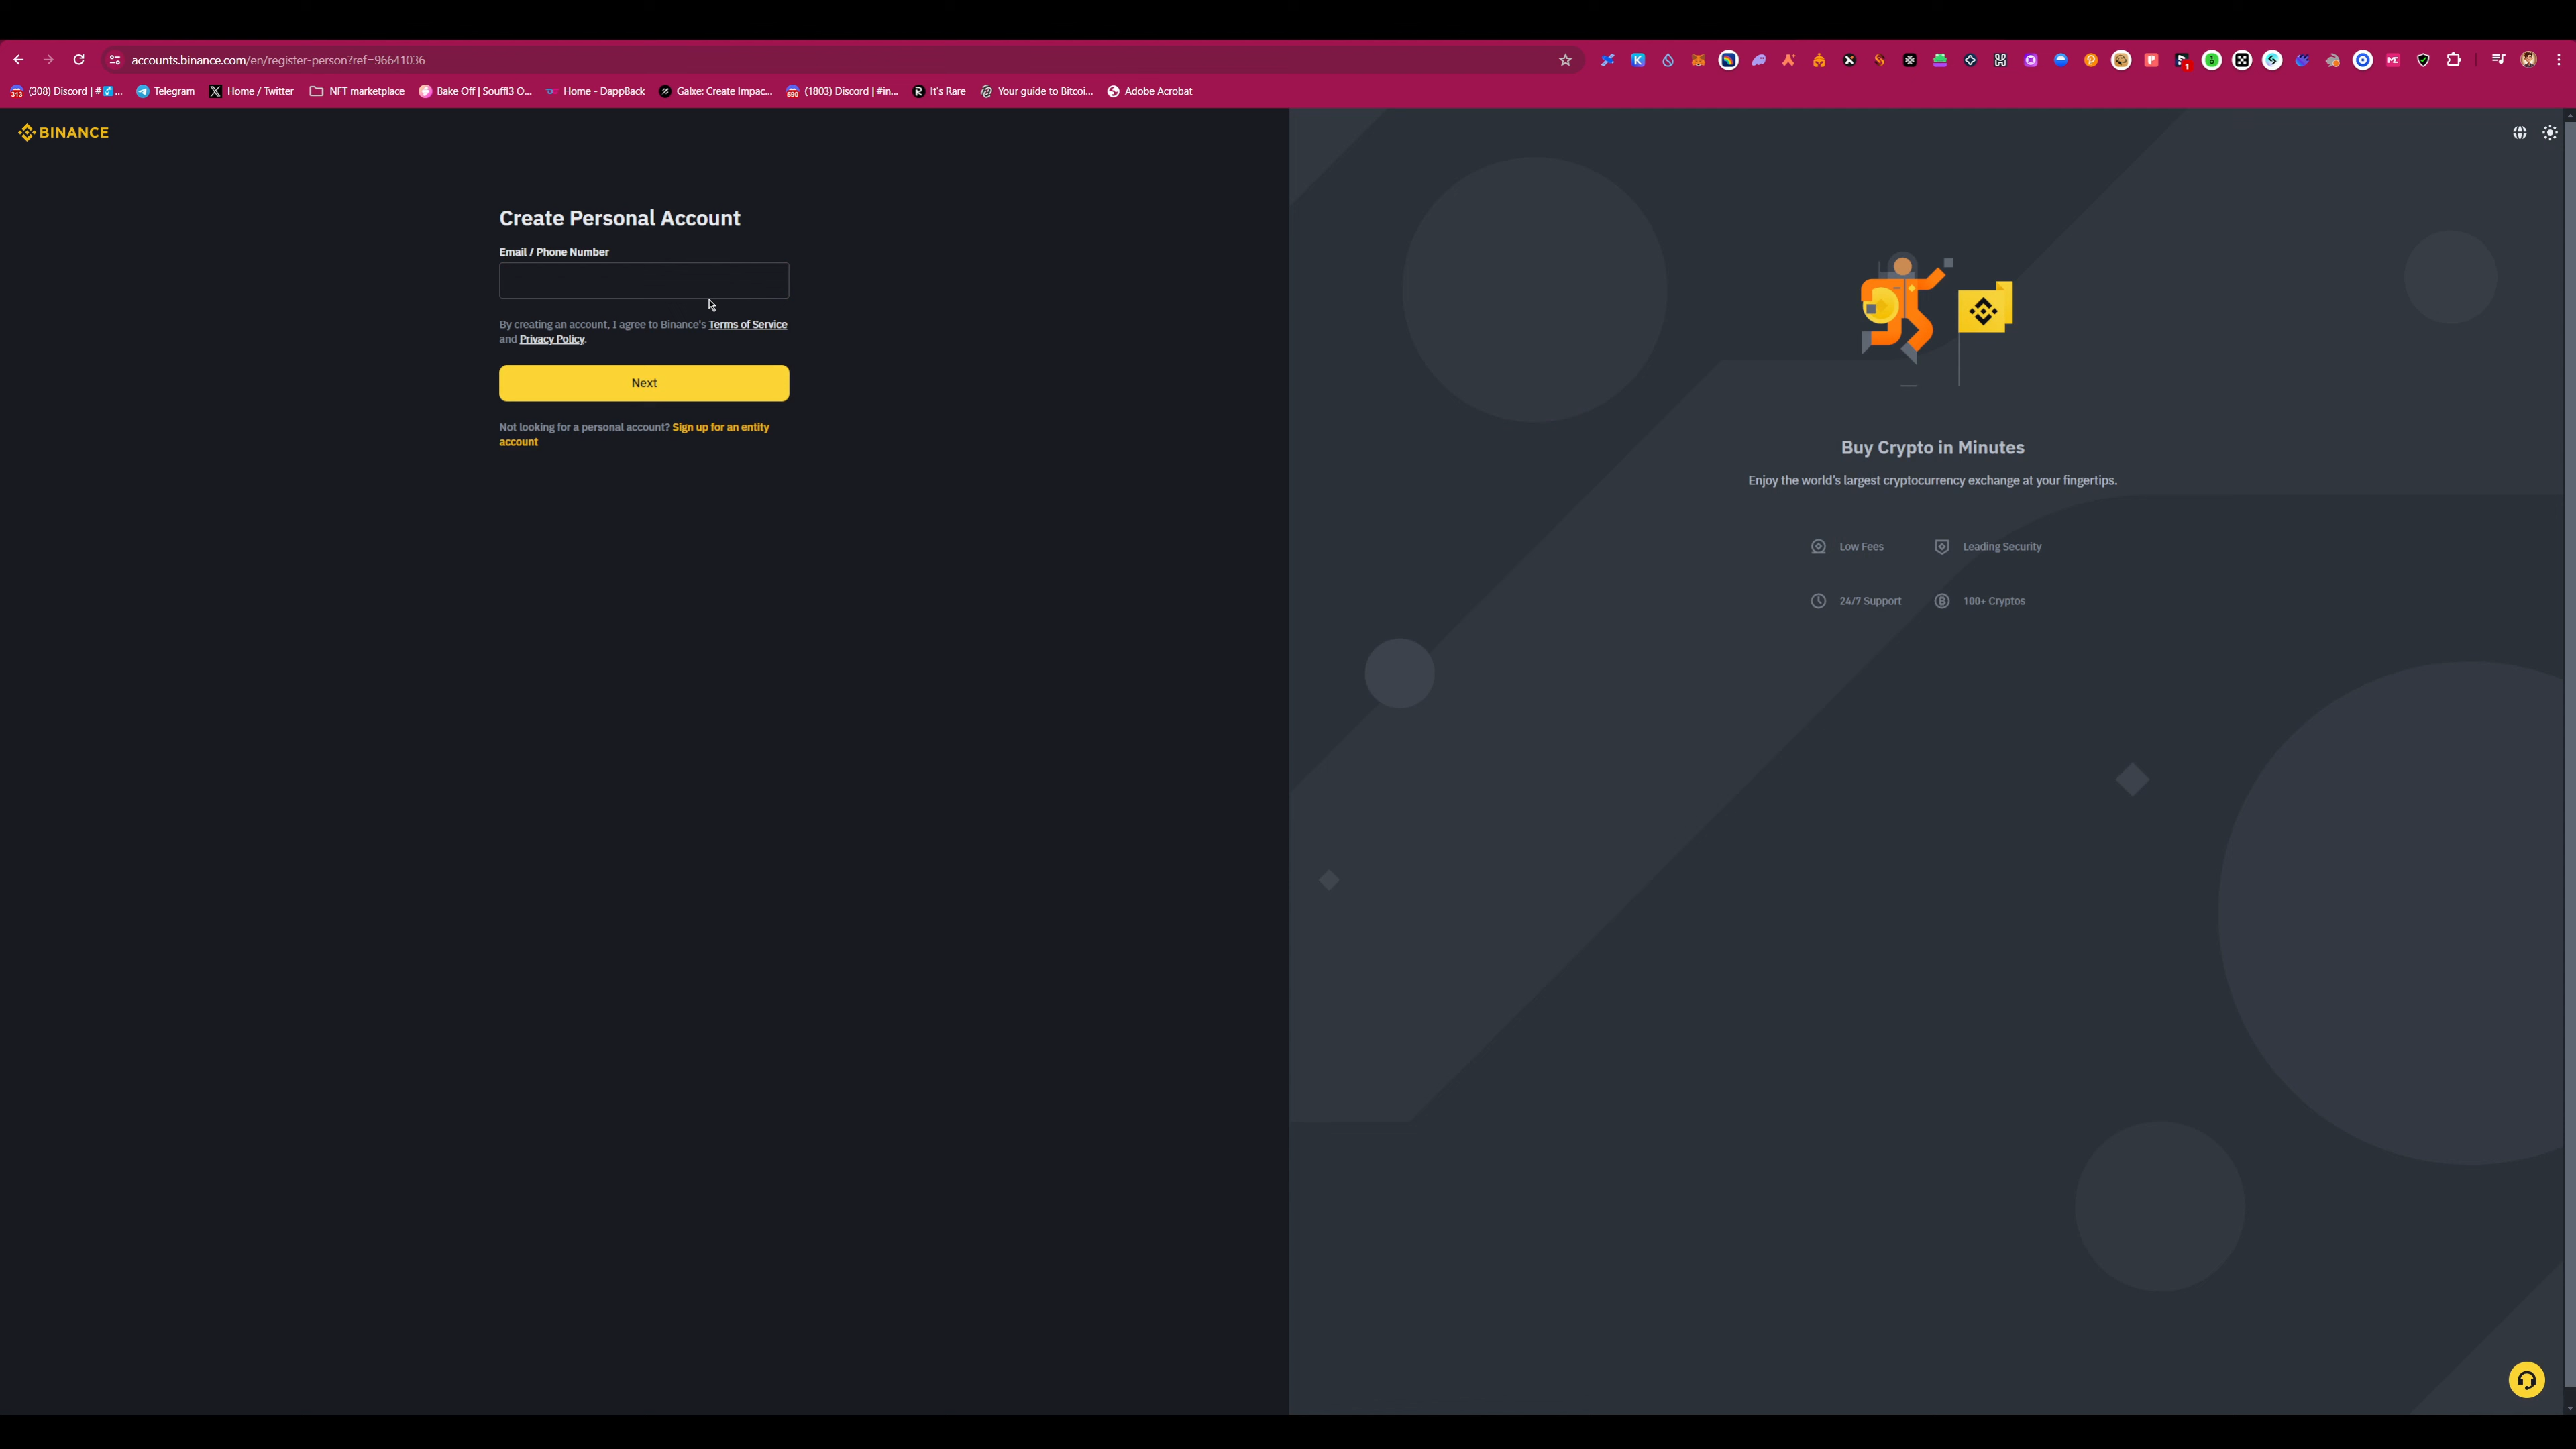 accounts.binance.com/en/register-person?ref=96641036
(308) Discord | # ... Telegram Home / Twitter NFT marketplace Bake Off | Souffl3 O... Home - DappBack Galxe: Create Impac... (1803) Discord | #in... It's Rare Your guide to Bitcoi... Adobe Acrobat
BINANCE
Create Personal Account
Email / Phone Number
By creating an account, I agree to Binance's Terms of Service
and Privacy Policy.
Next
Not looking for a personal account? Sign up for an entity
account
Buy Crypto in Minutes
Enjoy the world's largest cryptocurrency exchange at your fingertips.
Low Fees Leading Security
24/7 Support 100+ Cryptos